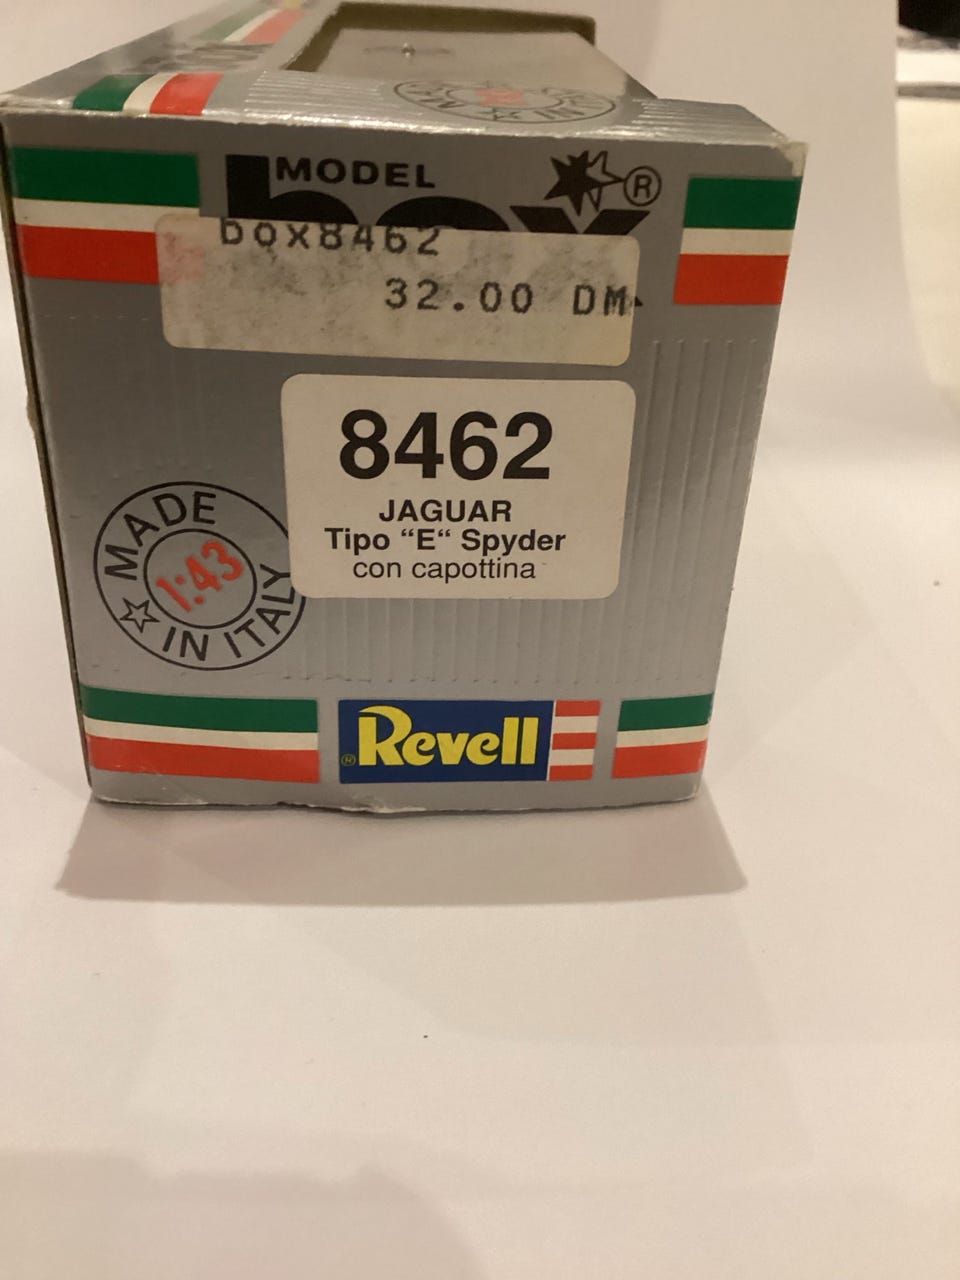 MODEL
box ®
box8462
32.00 DM
8462
JAGUAR
Tipo “E“ Spyder
con capottina
MADE
1:43
IN ITALY
® Revell